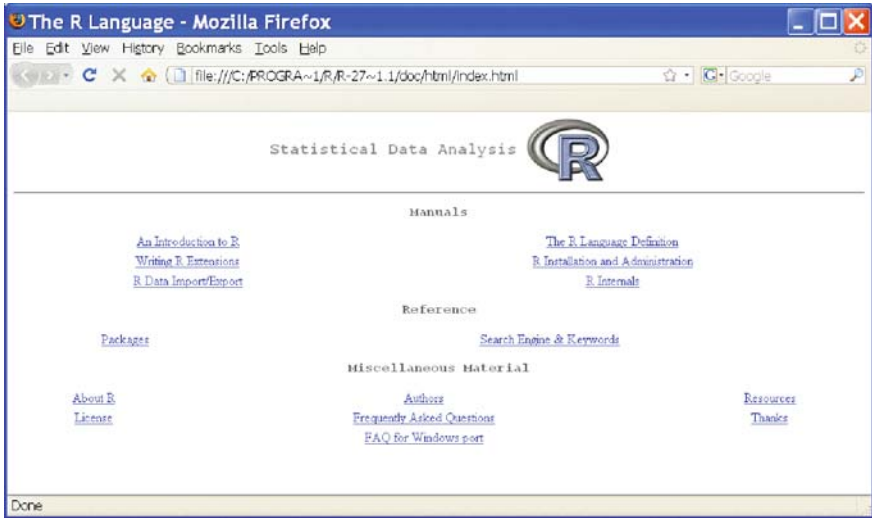 The R Language - Mozilla Firefox
File Edit View History Bookmarks Tools Help
file:///C:/PROGRA~1/R/R-27~1.1/doc/html/index.html G Google
Statistical Data Analysis R
Manuals
An Introduction to R The R Language Definition
Writing R Extensions R Installation and Administration
R Data Import/Export R Internals
Reference
Packages Search Engine & Keywords
Miscellaneous Material
About R Authors Resources
License Frequently Asked Questions Thanks
FAQ for Windows port
Done